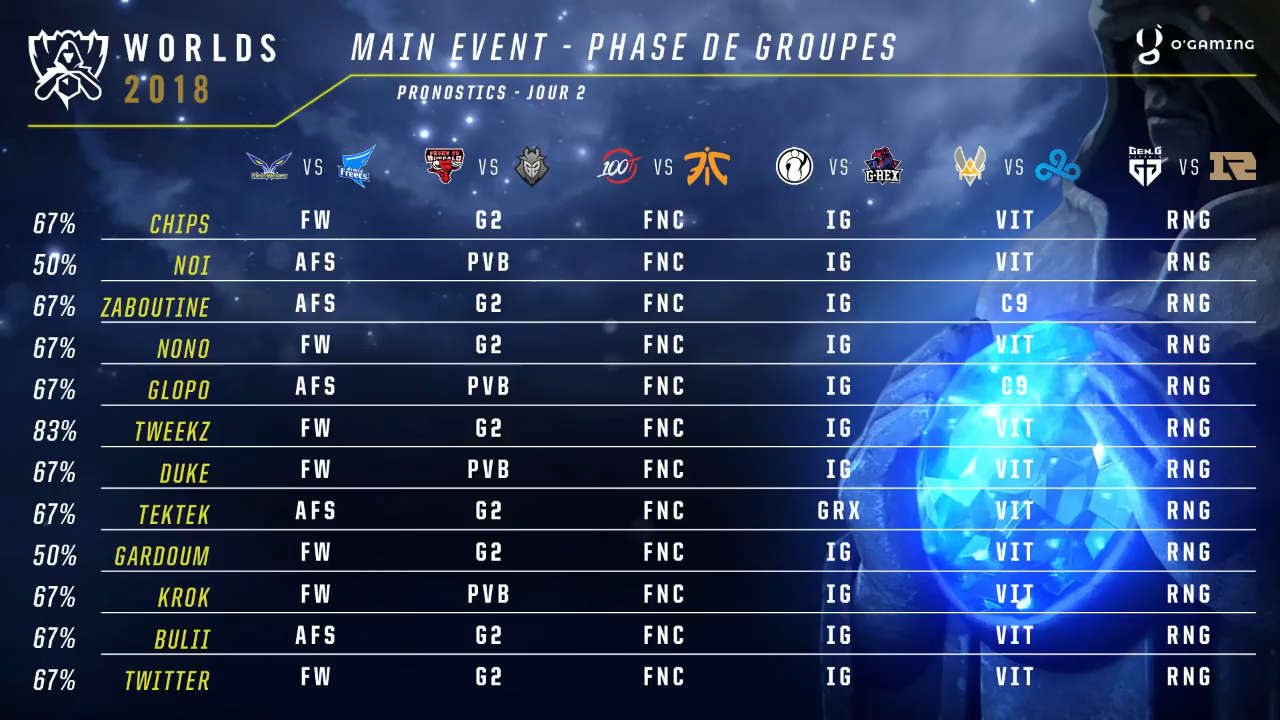 WORLDS
2018
MAIN EVENT - PHASE DE GROUPES
O'GAMING
PRONOSTICS - JOUR 2
VS BUFFALO VS 100T VS VS G-REX VS GEN.G VS
67% CHIPS FW G2 FNC IG VIT RNG
50% NOI AFS PVB FNC IG VIT RNG
67% ZABOUTINE AFS G2 FNC IG C9 RNG
67% NONO FW G2 FNC IG VIT RNG
67% GLOPO AFS PVB FNC IG C9 RNG
83% TWEEKZ FW G2 FNC IG VIT RNG
67% DUKE FW PVB FNC IG VIT RNG
67% TEKTEK AFS G2 FNC GRX VIT RNG
50% GARDOUM FW G2 FNC IG VIT RNG
67% KROK FW PVB FNC IG VIT RNG
67% BULII AFS G2 FNC IG VIT RNG
67% TWITTER FW G2 FNC IG VIT RNG